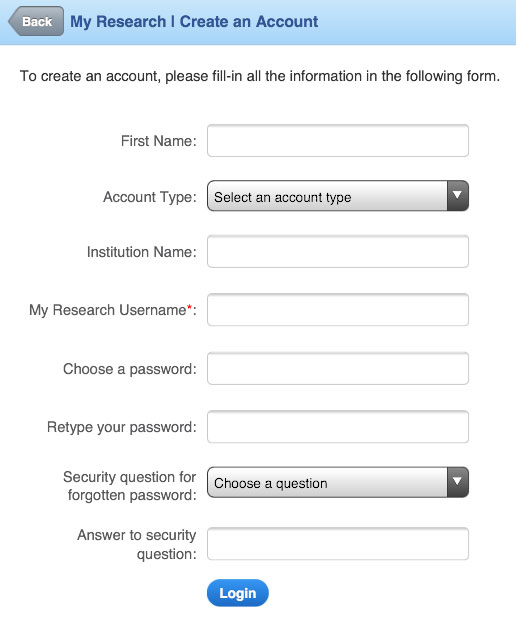 Back
My Research | Create an Account
To create an account, please fill-in all the information in the following form.
First Name:
Account Type: Select an account type
Institution Name:
My Research Username*:
Choose a password:
Retype your password:
Security question for
forgotten password:
Choose a question
Answer to security
question:
Login